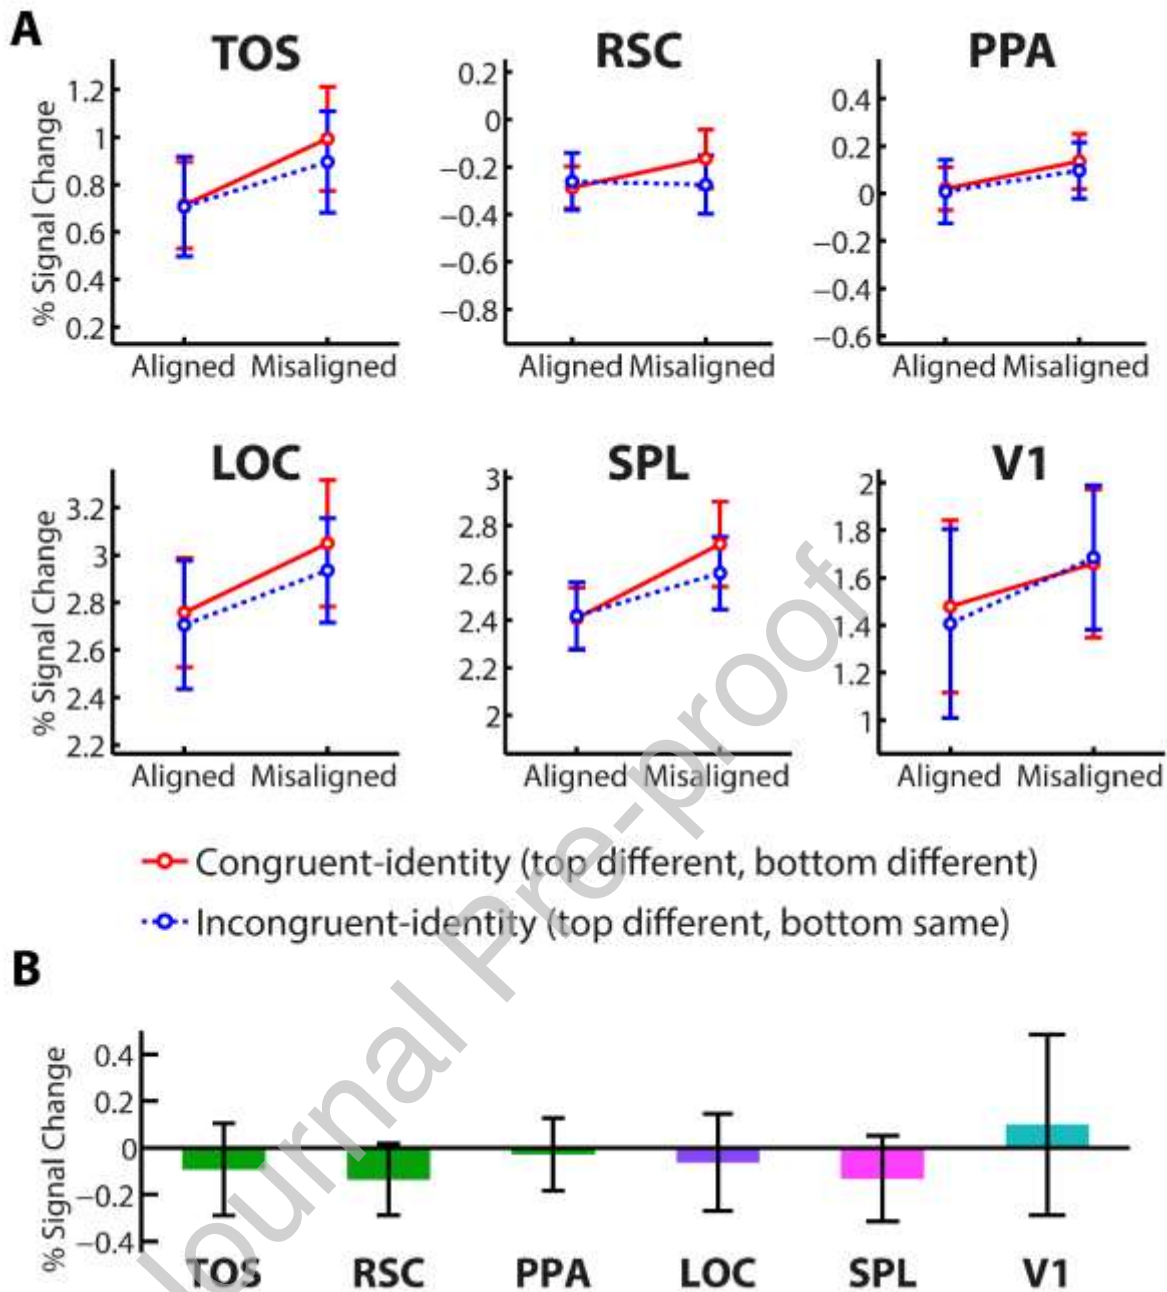 A
TOS
RSC
PPA
% Signal Change
1.2
1
0.8
0.6
0.4
0.2
Aligned Misaligned
0.2
0
−0.2
−0.4
−0.6
−0.8
Aligned Misaligned
0.4
0.2
0
−0.2
−0.4
−0.6
Aligned Misaligned
LOC
SPL
V1
% Signal Change
3.2
3
2.8
2.6
2.4
2.2
Aligned Misaligned
3
2.8
2.6
2.4
2.2
2
Aligned Misaligned
2
1.8
1.6
1.4
1.2
1
Aligned Misaligned
Congruent-identity (top different, bottom different)
Incongruent-identity (top different, bottom same)
B
% Signal Change
0.4
0.2
0
−0.2
−0.4
TOS RSC PPA LOC SPL V1
Journal Pre-proof